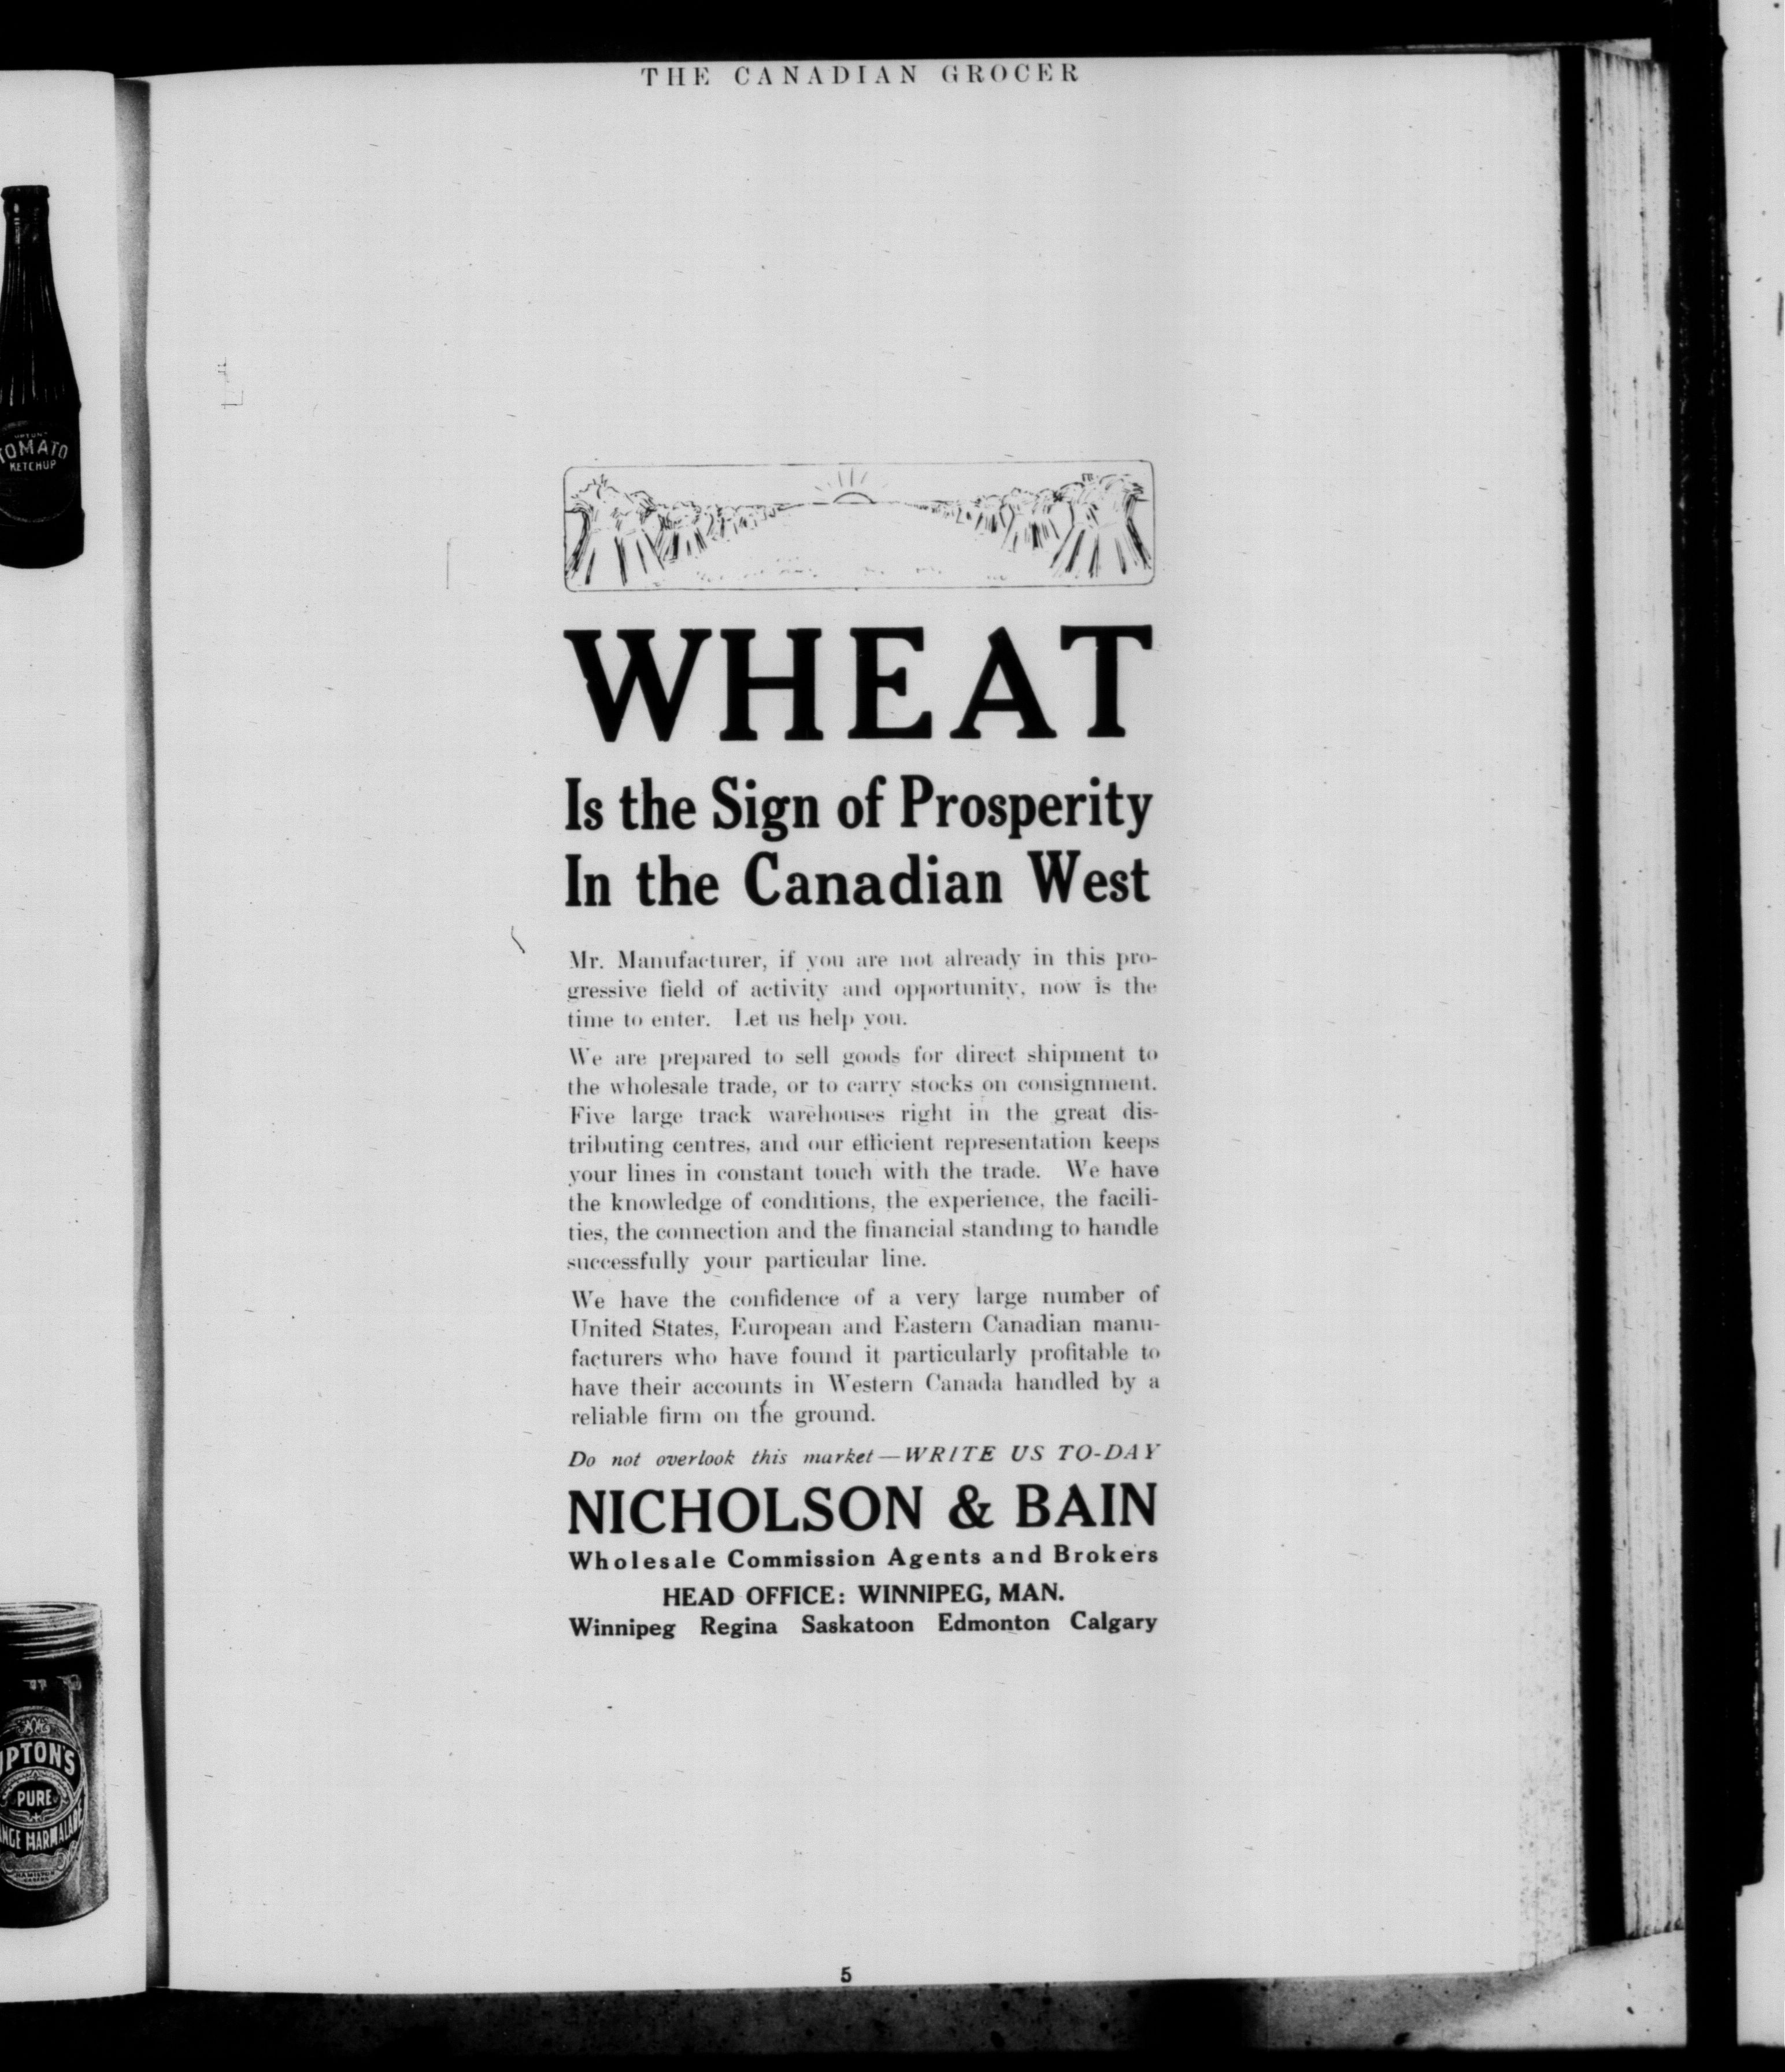 THE CANADIAN GROCER
TOMATO
KETCHUP
PURE
WHEAT
Is the Sign of Prosperity
In the Canadian West
Mr. Manufacturer, if you are not already in this pro-
gressive field of activity and opportunity, now is the
time to enter. Let us help you.
We are prepared to sell goods for direct shipment to
the wholesale trade, or to carry stocks on consignment.
Five large track warehouses right in the great dis-
tributing centres, and our efficient representation keeps
your lines in constant touch with the trade. We have
the knowledge of conditions, the experience, the facili-
ties, the connection and the financial standing to handle
successfully your particular line.
We have the confidence of a very large number of
United States, European and Eastern Canadian manu-
facturers who have found it particularly profitable to
have their accounts in Western Canada handled by a
reliable firm on the ground.
Do not overlook this market—WRITE US TO-DAY
NICHOLSON & BAIN
Wholesale Commission Agents and Brokers
HEAD OFFICE: WINNIPEG, MAN.
Winnipeg Regina Saskatoon Edmonton Calgary
5